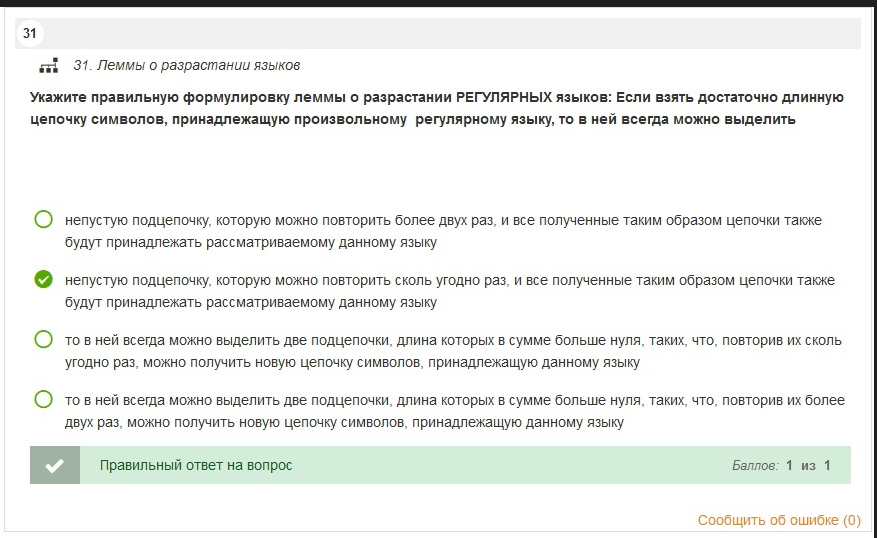 31
31. Леммы о разрастании языков
Укажите правильную формулировку леммы о разрастании РЕГУЛЯРНЫХ языков: Если взять достаточно длинную
цепочку символов, принадлежащую произвольному регулярному языку, то в ней всегда можно выделить
непустую подцепочку, которую можно повторить более двух раз, и все полученные таким образом цепочки также
будут принадлежать рассматриваемому данному языку
непустую подцепочку, которую можно повторить сколь угодно раз, и все полученные таким образом цепочки также
будут принадлежать рассматриваемому данному языку
то в ней всегда можно выделить две подцепочки, длина которых в сумме больше нуля, таких, что, повторив их сколь
угодно раз, можно получить новую цепочку символов, принадлежащую данному языку
то в ней всегда можно выделить две подцепочки, длина которых в сумме больше нуля, таких, что, повторив их более
двух раз, можно получить новую цепочку символов, принадлежащую данному языку
Правильный ответ на вопрос Баллов: 1 из 1
Сообщить об ошибке (0)